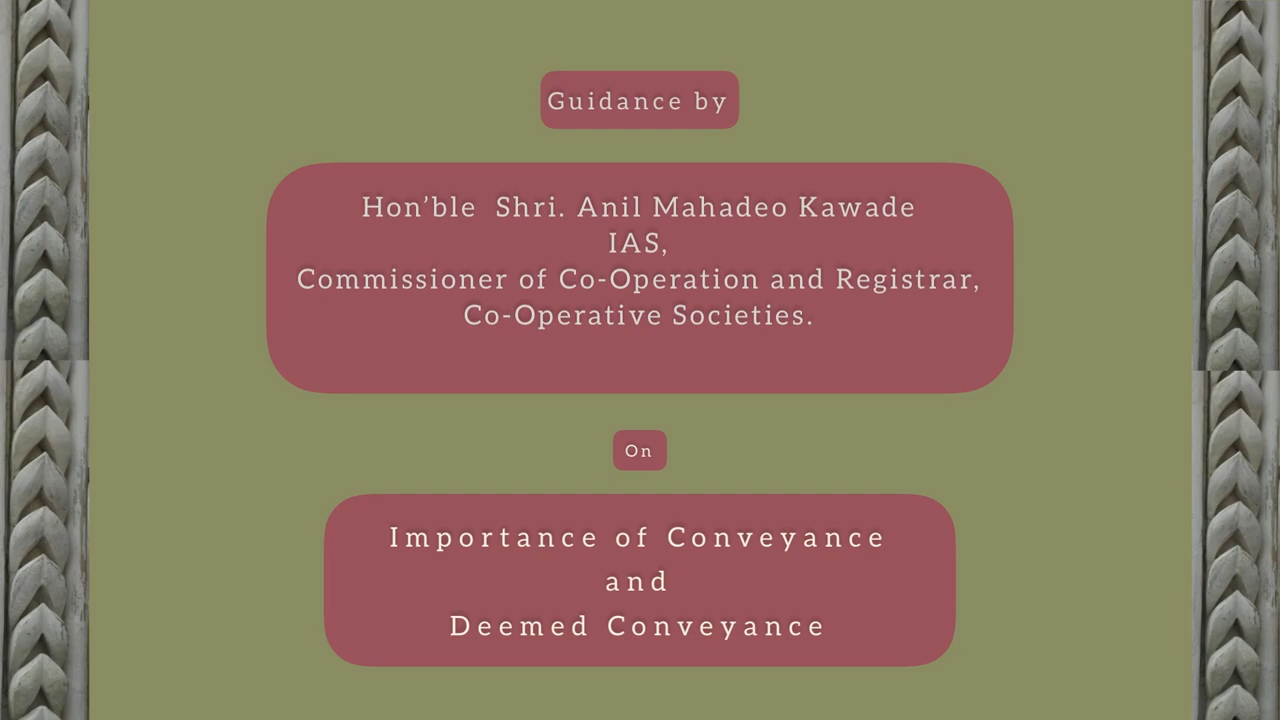 Guidance by
Hon’ble Shri. Anil Mahadeo Kawade
IAS,
Commissioner of Co-Operation and Registrar,
Co-Operative Societies.
On
Importance of Conveyance
and
Deemed Conveyance